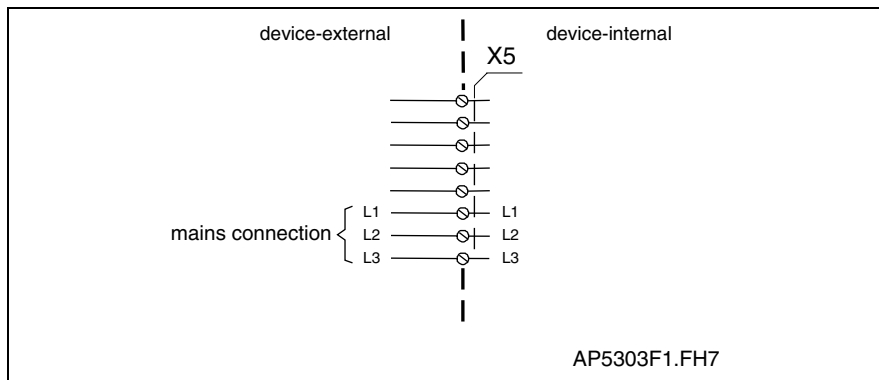 device-external
device-internal
X5
L1 L1
mains connection L2 L2
L3 L3
AP5303F1.FH7